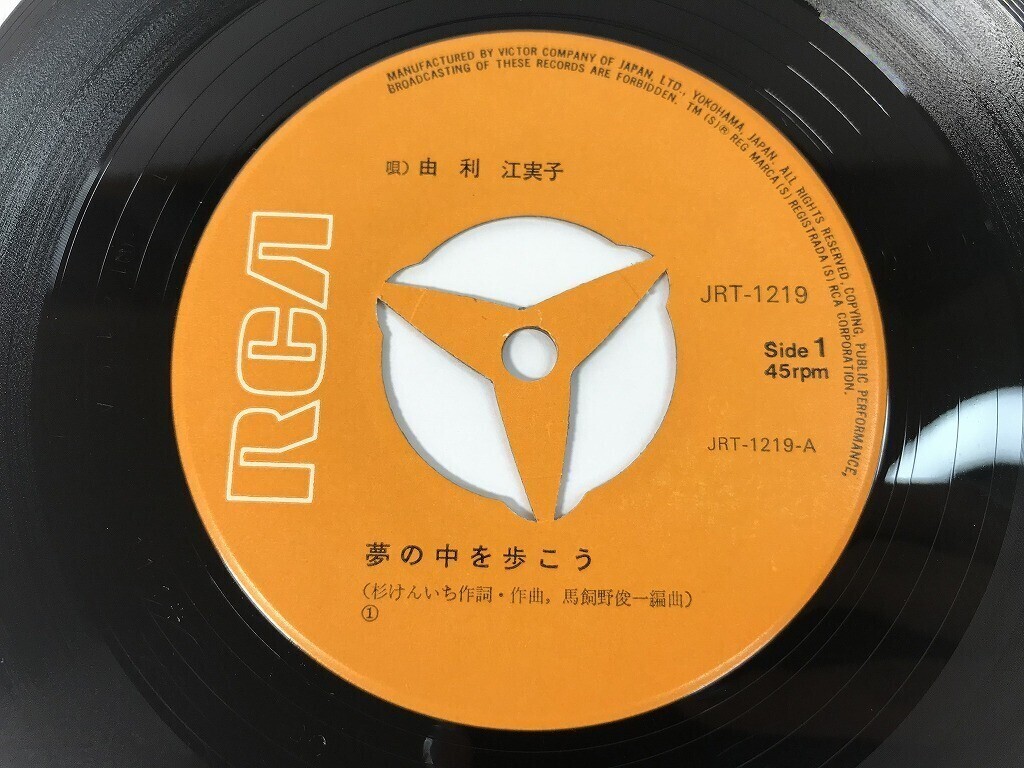 MANUFACTURED BY VICTOR COMPANY OF JAPAN, LTD., YOKOHAMA, JAPAN. ALL RIGHTS RESERVED, COPYING, PUBLIC PERFORMANCE,
BROADCASTING OF THESE RECORDS ARE FORBIDDEN. TM(S)® REG MARCA(S) REGISTRADA(S) RCA CORPORATION.
唄) 由利 江実子
RCA
JRT-1219
Side 1
45rpm
JRT-1219-A
夢の中を歩こう
(杉けんいち作詞・作曲, 馬飼野俊一編曲)
①